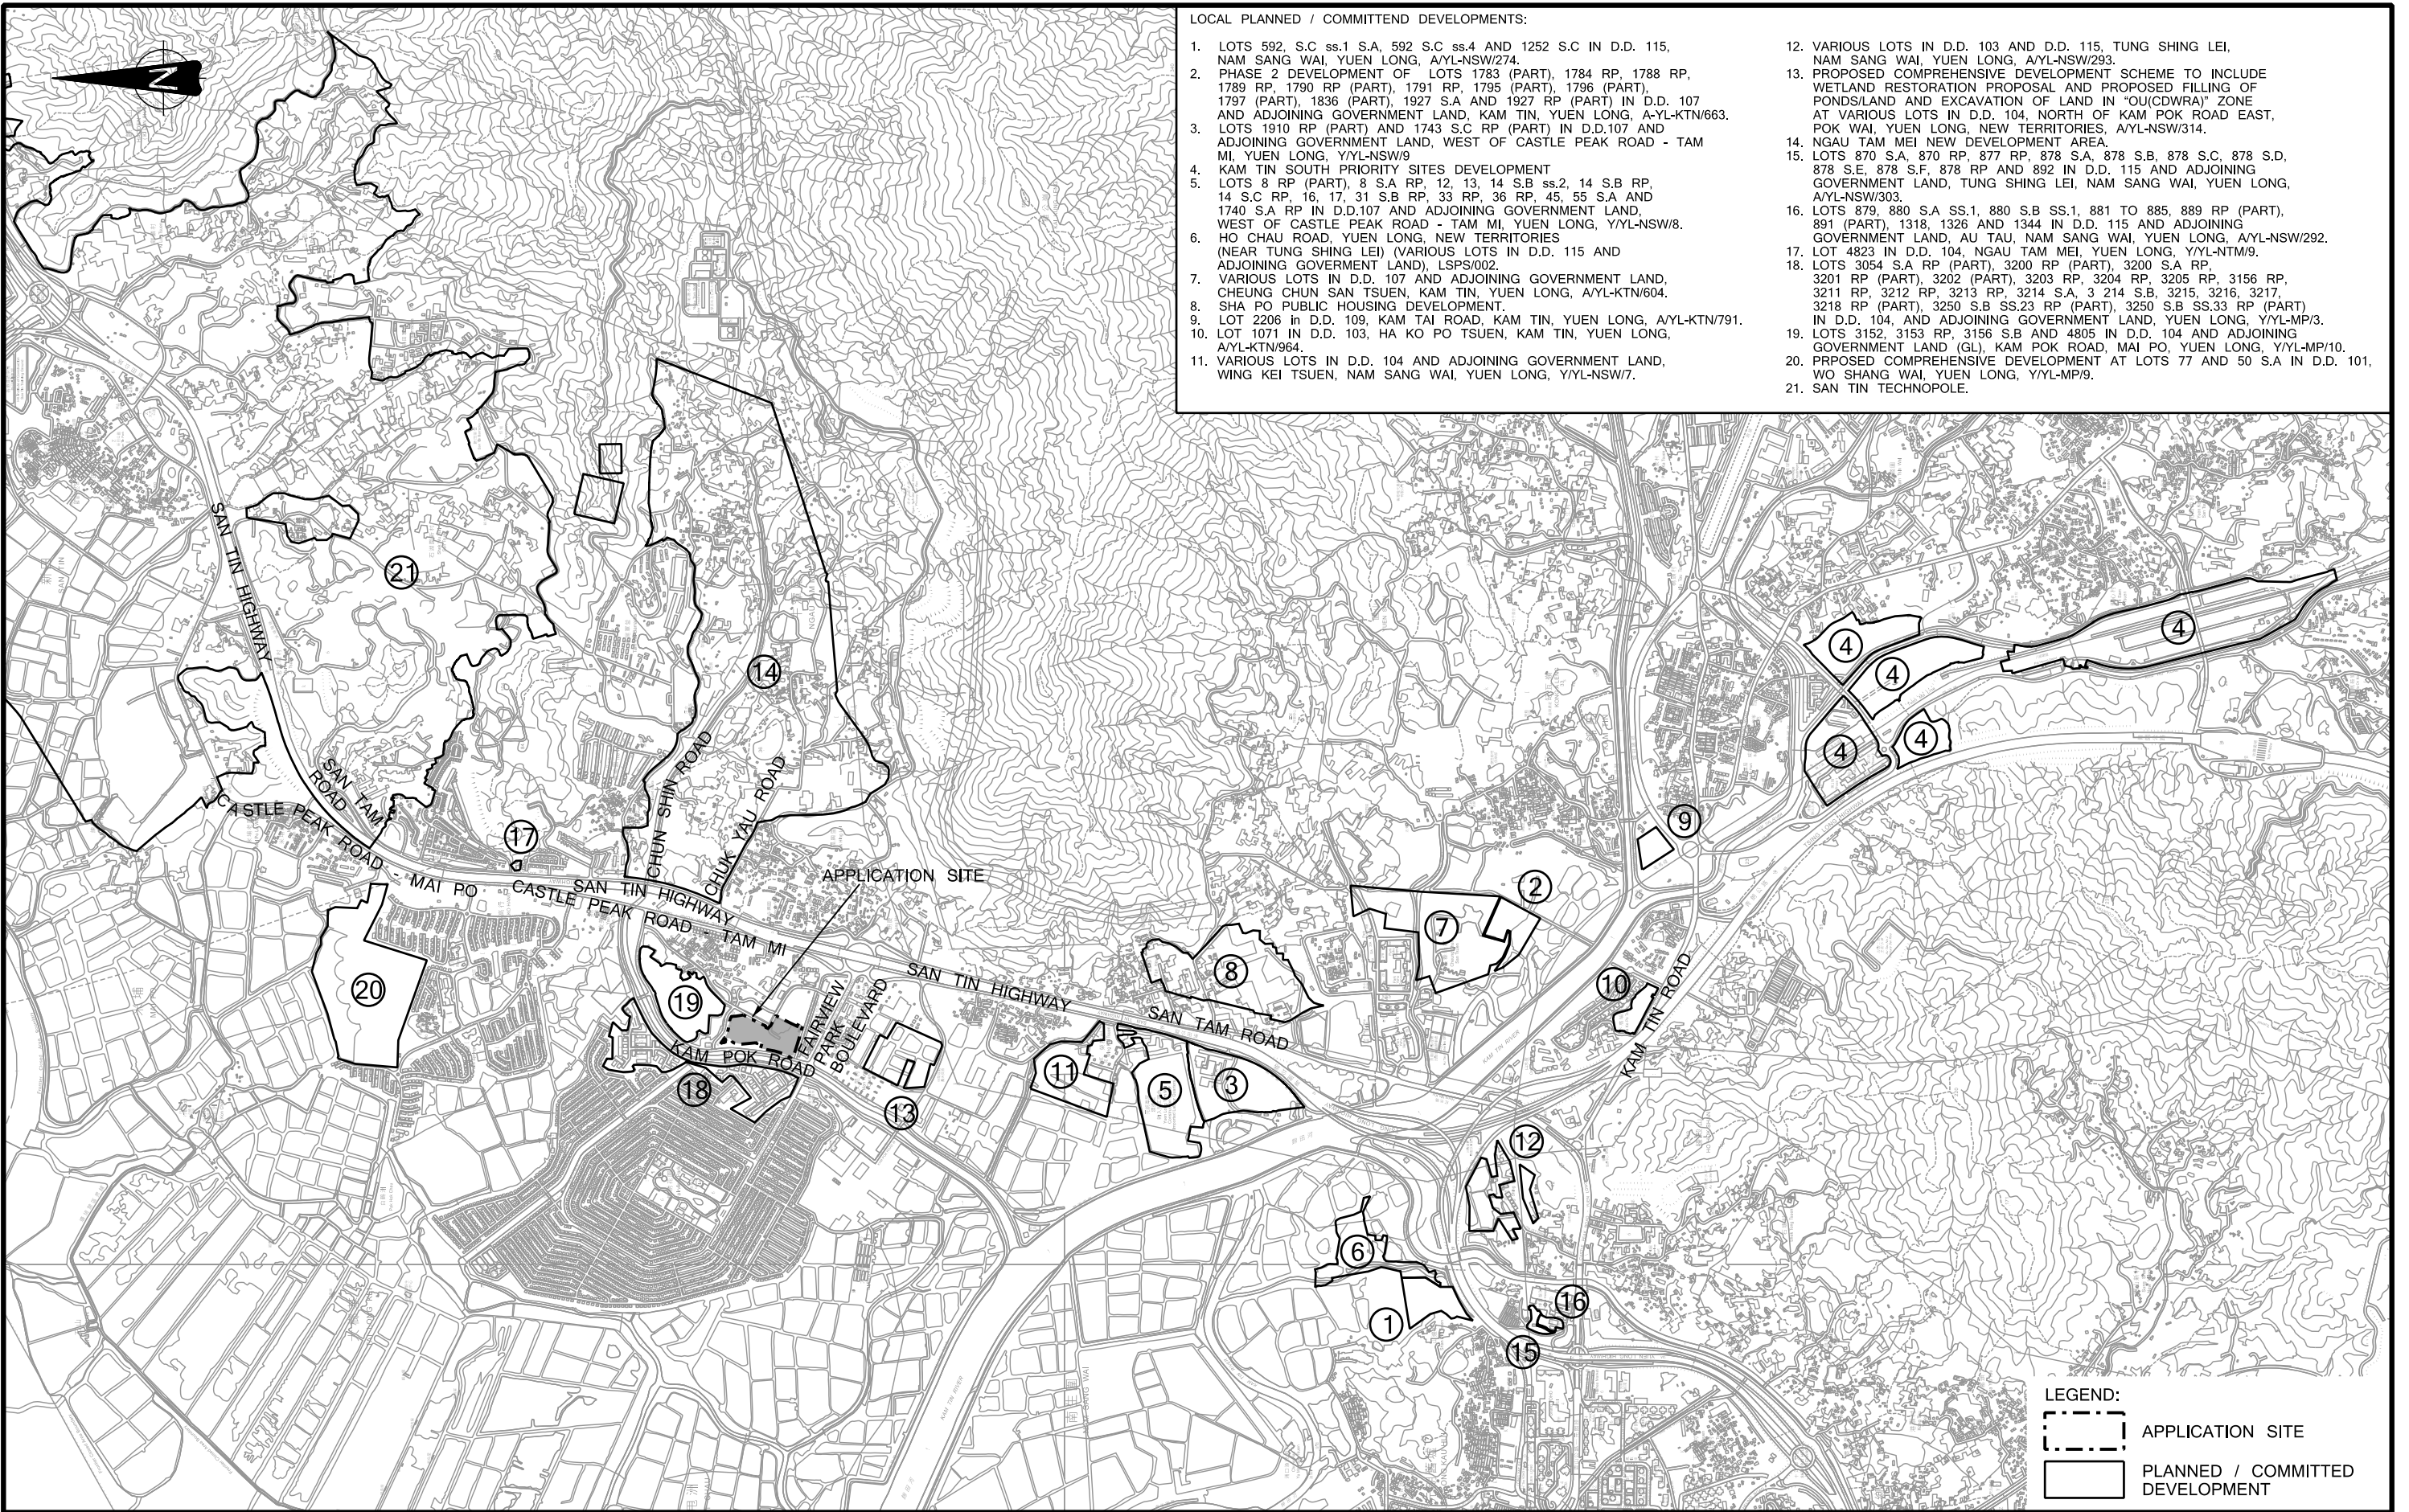 LOCAL PLANNED / COMMITTEND DEVELOPMENTS:
1. LOTS 592, S.C ss.1 S.A, 592 S.C ss.4 AND 1252 S.C IN D.D. 115,
NAM SANG WAI, YUEN LONG, A/YL-NSW/274.
2. PHASE 2 DEVELOPMENT OF LOTS 1783 (PART), 1784 RP, 1788 RP,
1789 RP, 1790 RP (PART), 1791 RP, 1795 (PART), 1796 (PART),
1797 (PART), 1836 (PART), 1927 S.A AND 1927 RP (PART) IN D.D. 107
AND ADJOINING GOVERNMENT LAND, KAM TIN, YUEN LONG, A-YL-KTN/663.
3. LOTS 1910 RP (PART) AND 1743 S.C RP (PART) IN D.D.107 AND
ADJOINING GOVERNMENT LAND, WEST OF CASTLE PEAK ROAD - TAM
MI, YUEN LONG, Y/YL-NSW/9
4. KAM TIN SOUTH PRIORITY SITES DEVELOPMENT
5. LOTS 8 RP (PART), 8 S.A RP, 12, 13, 14 S.B ss.2, 14 S.B RP,
14 S.C RP, 16, 17, 31 S.B RP, 33 RP, 36 RP, 45, 55 S.A AND
1740 S.A RP IN D.D.107 AND ADJOINING GOVERNMENT LAND,
WEST OF CASTLE PEAK ROAD - TAM MI, YUEN LONG, Y/YL-NSW/8.
6. HO CHAU ROAD, YUEN LONG, NEW TERRITORIES
(NEAR TUNG SHING LEI) (VARIOUS LOTS IN D.D. 115 AND
ADJOINING GOVERMENT LAND), LSPS/002.
7. VARIOUS LOTS IN D.D. 107 AND ADJOINING GOVERNMENT LAND,
CHEUNG CHUN SAN TSUEN, KAM TIN, YUEN LONG, A/YL-KTN/604.
8. SHA PO PUBLIC HOUSING DEVELOPMENT.
9. LOT 2206 in D.D. 109, KAM TAI ROAD, KAM TIN, YUEN LONG, A/YL-KTN/791.
10. LOT 1071 IN D.D. 103, HA KO PO TSUEN, KAM TIN, YUEN LONG,
A/YL-KTN/964.
11. VARIOUS LOTS IN D.D. 104 AND ADJOINING GOVERNMENT LAND,
WING KEI TSUEN, NAM SANG WAI, YUEN LONG, Y/YL-NSW/7.
12. VARIOUS LOTS IN D.D. 103 AND D.D. 115, TUNG SHING LEI,
NAM SANG WAI, YUEN LONG, A/YL-NSW/293.
13. PROPOSED COMPREHENSIVE DEVELOPMENT SCHEME TO INCLUDE
WETLAND RESTORATION PROPOSAL AND PROPOSED FILLING OF
PONDS/LAND AND EXCAVATION OF LAND IN "OU(CDWRA)" ZONE
AT VARIOUS LOTS IN D.D. 104, NORTH OF KAM POK ROAD EAST,
POK WAI, YUEN LONG, NEW TERRITORIES, A/YL-NSW/314.
14. NGAU TAM MEI NEW DEVELOPMENT AREA.
15. LOTS 870 S.A, 870 RP, 877 RP, 878 S.A, 878 S.B, 878 S.C, 878 S.D,
878 S.E, 878 S.F, 878 RP AND 892 IN D.D. 115 AND ADJOINING
GOVERNMENT LAND, TUNG SHING LEI, NAM SANG WAI, YUEN LONG,
A/YL-NSW/303.
16. LOTS 879, 880 S.A SS.1, 880 S.B SS.1, 881 TO 885, 889 RP (PART),
891 (PART), 1318, 1326 AND 1344 IN D.D. 115 AND ADJOINING
GOVERNMENT LAND, AU TAU, NAM SANG WAI, YUEN LONG, A/YL-NSW/292.
17. LOT 4823 IN D.D. 104, NGAU TAM MEI, YUEN LONG, Y/YL-NTM/9.
18. LOTS 3054 S.A RP (PART), 3200 RP (PART), 3200 S.A RP,
3201 RP (PART), 3202 (PART), 3203 RP, 3204 RP, 3205 RP, 3156 RP,
3211 RP, 3212 RP, 3213 RP, 3214 S.A, 3 214 S.B, 3215, 3216, 3217,
3218 RP (PART), 3250 S.B SS.23 RP (PART), 3250 S.B SS.33 RP (PART)
IN D.D. 104, AND ADJOINING GOVERNMENT LAND, YUEN LONG, Y/YL-MP/3.
19. LOTS 3152, 3153 RP, 3156 S.B AND 4805 IN D.D. 104 AND ADJOINING
GOVERNMENT LAND (GL), KAM POK ROAD, MAI PO, YUEN LONG, Y/YL-MP/10.
20. PRPOSED COMPREHENSIVE DEVELOPMENT AT LOTS 77 AND 50 S.A IN D.D. 101,
WO SHANG WAI, YUEN LONG, Y/YL-MP/9.
21. SAN TIN TECHNOPOLE.
N
SAN TIN HIGHWAY
21
14
4
4
4
4
4
SAN TAM
ROAD
CASTLE PEAK ROAD - MAI PO
17
CHUN SHIN ROAD
CHUK YAU ROAD
APPLICATION SITE
SAN TIN HIGHWAY
CASTLE PEAK ROAD - TAM MI
9
2
7
8
10
20
19
FAIRVIEW
PARK
BOULEVARD
SAN TIN HIGHWAY
SAN TAM ROAD
KAM TIN ROAD
KAM TIN RIVER
KAM POK ROAD
18
13
11
5
3
12
6
1
16
15
KAM TIN RIVER
NAM SANG WAI
LEGEND:
APPLICATION SITE
PLANNED / COMMITTED
DEVELOPMENT